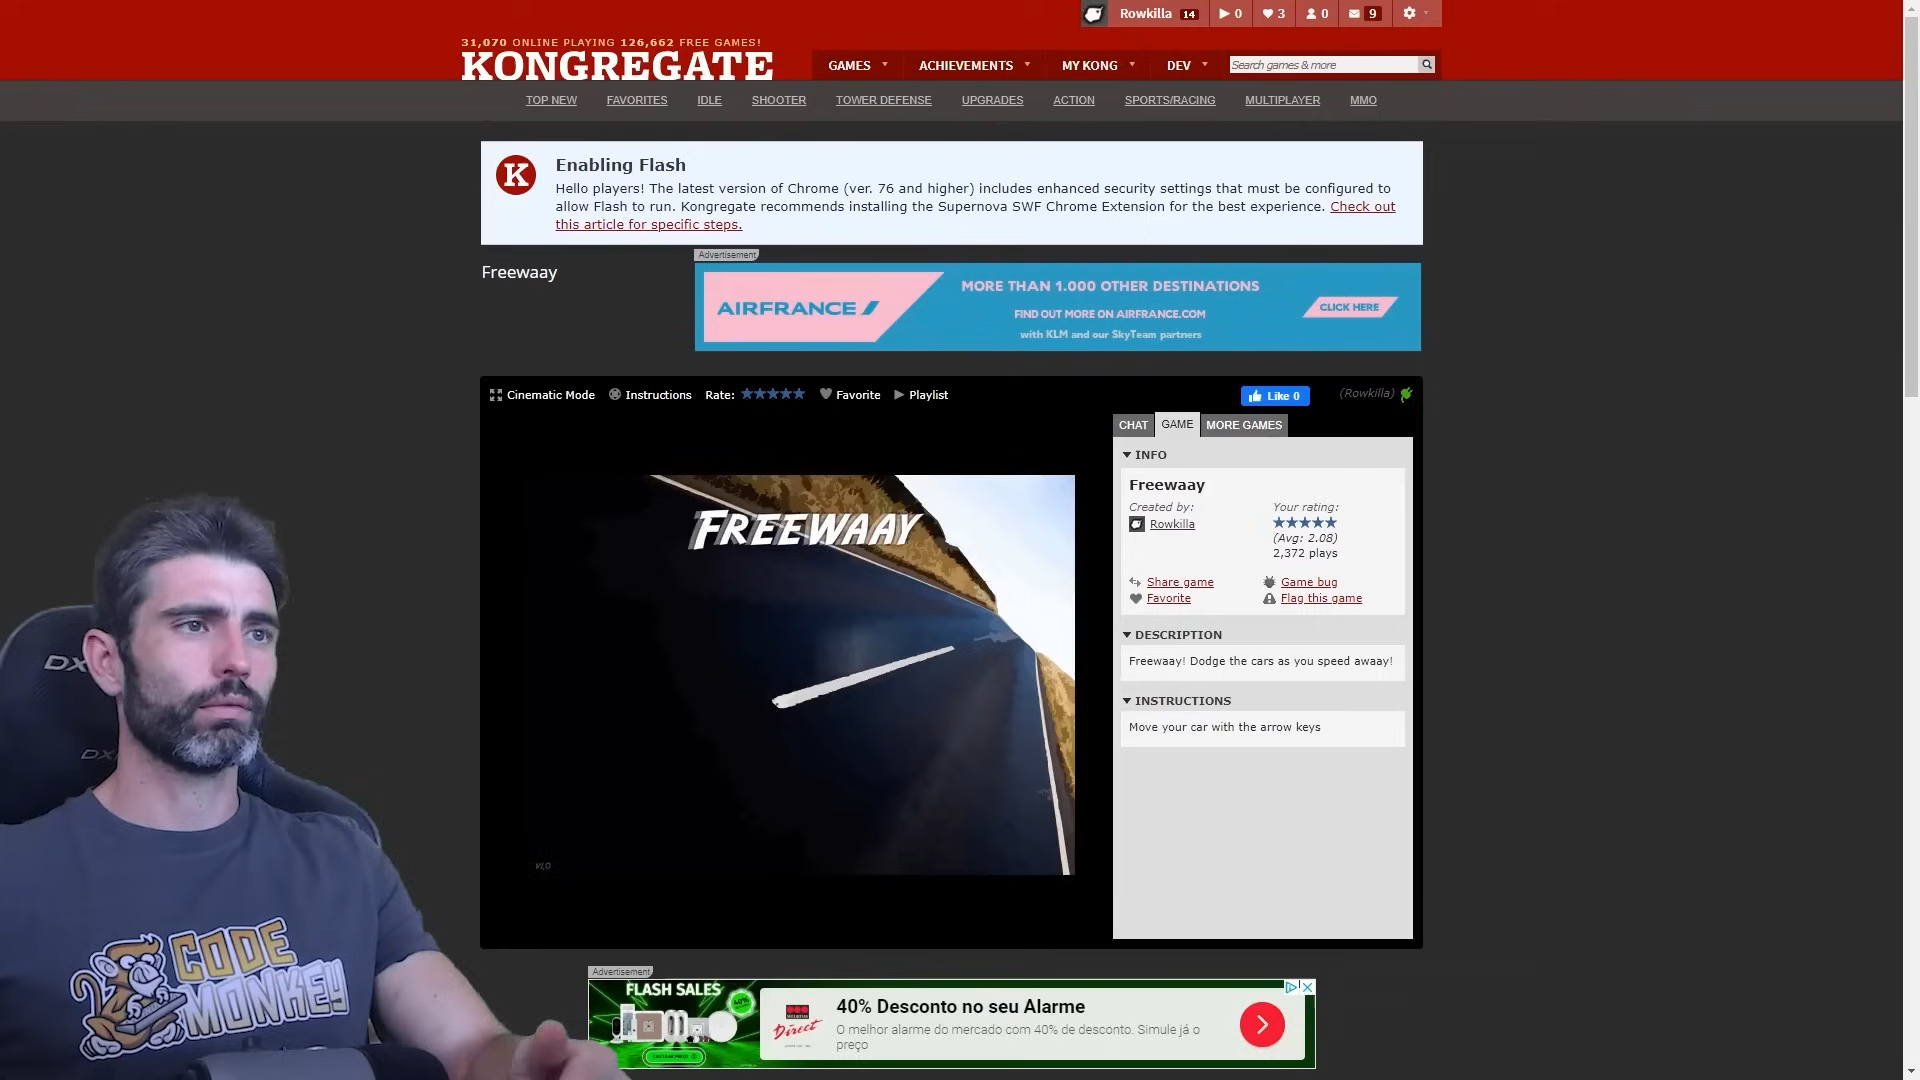 Rowkilla 14 0 3 0 9
31,070 ONLINE PLAYING 126,662 FREE GAMES!
KONGREGATE
GAMES ACHIEVEMENTS MY KONG DEV Search games & more
TOP NEW FAVORITES IDLE SHOOTER TOWER DEFENSE UPGRADES ACTION SPORTS/RACING MULTIPLAYER MMO
K
Enabling Flash
Hello players! The latest version of Chrome (ver. 76 and higher) includes enhanced security settings that must be configured to
allow Flash to run. Kongregate recommends installing the Supernova SWF Chrome Extension for the best experience. Check out
this article for specific steps.
Advertisement
Freewaay
AIRFRANCE
MORE THAN 1.000 OTHER DESTINATIONS
FIND OUT MORE ON AIRFRANCE.COM
with KLM and our SkyTeam partners
CLICK HERE
Cinematic Mode Instructions Rate: Favorite Playlist
Like 0 (Rowkilla)
FREEWAAY
VLO
CHAT GAME MORE GAMES
INFO
Freewaay
Created by:
Rowkilla
Your rating:
(Avg: 2.08)
2,372 plays
Share game Game bug
Favorite Flag this game
DESCRIPTION
Freewaay! Dodge the cars as you speed awaay!
INSTRUCTIONS
Move your car with the arrow keys
DX
DX
CODE
MONKEY
Advertisement
FLASH SALES
40%
Direct
40% Desconto no seu Alarme
O melhor alarme do mercado com 40% de desconto. Simule já o
preço